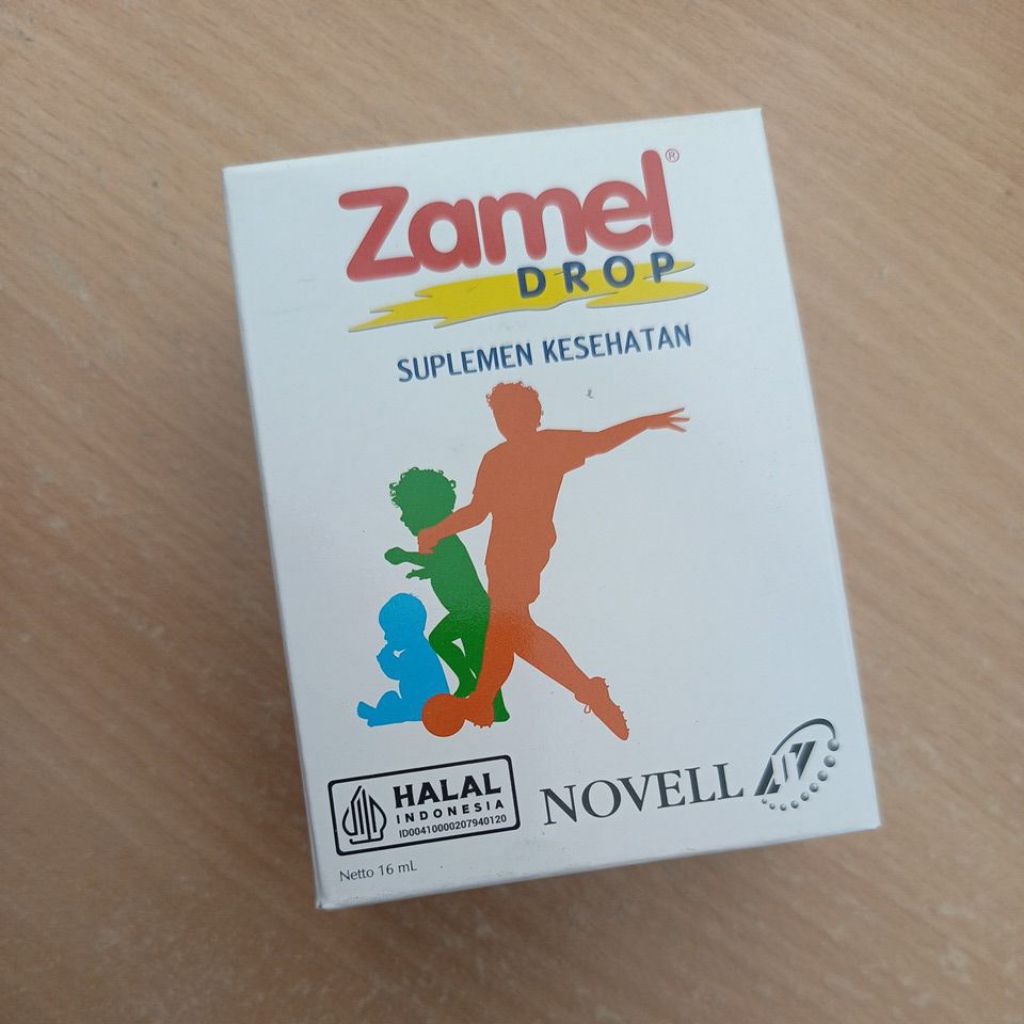 Zamel®
DROP
SUPLEMEN KESEHATAN
HALAL
INDONESIA
ID00410000207940120
NOVELL
Netto 16 mL